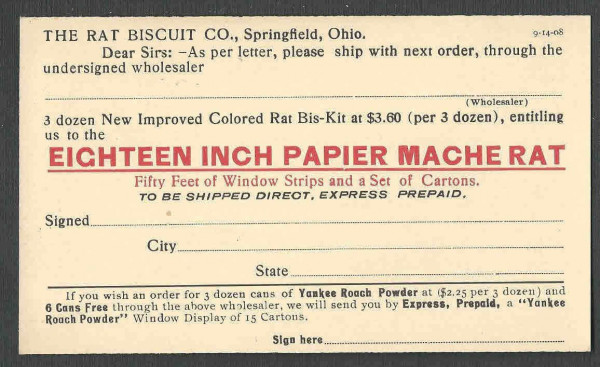 THE RAT BISCUIT CO., Springfield, Ohio. 9-14-08
Dear Sirs: -As per letter, please ship with next order, through the
undersigned wholesaler
(Wholesaler)
3 dozen New Improved Colored Rat Bis-Kit at $3.60 (per 3 dozen), entitling
us to the
EIGHTEEN INCH PAPIER MACHE RAT
Fifty Feet of Window Strips and a Set of Cartons.
TO BE SHIPPED DIRECT, EXPRESS PREPAID.
Signed
City
State
If you wish an order for 3 dozen cans of Yankee Roach Powder at ($2.25 per 3 dozen) and
6 Cans Free through the above wholesaler, we will send you by Express, Prepaid, a "Yankee
Roach Powder" Window Display of 15 Cartons.
Sign here